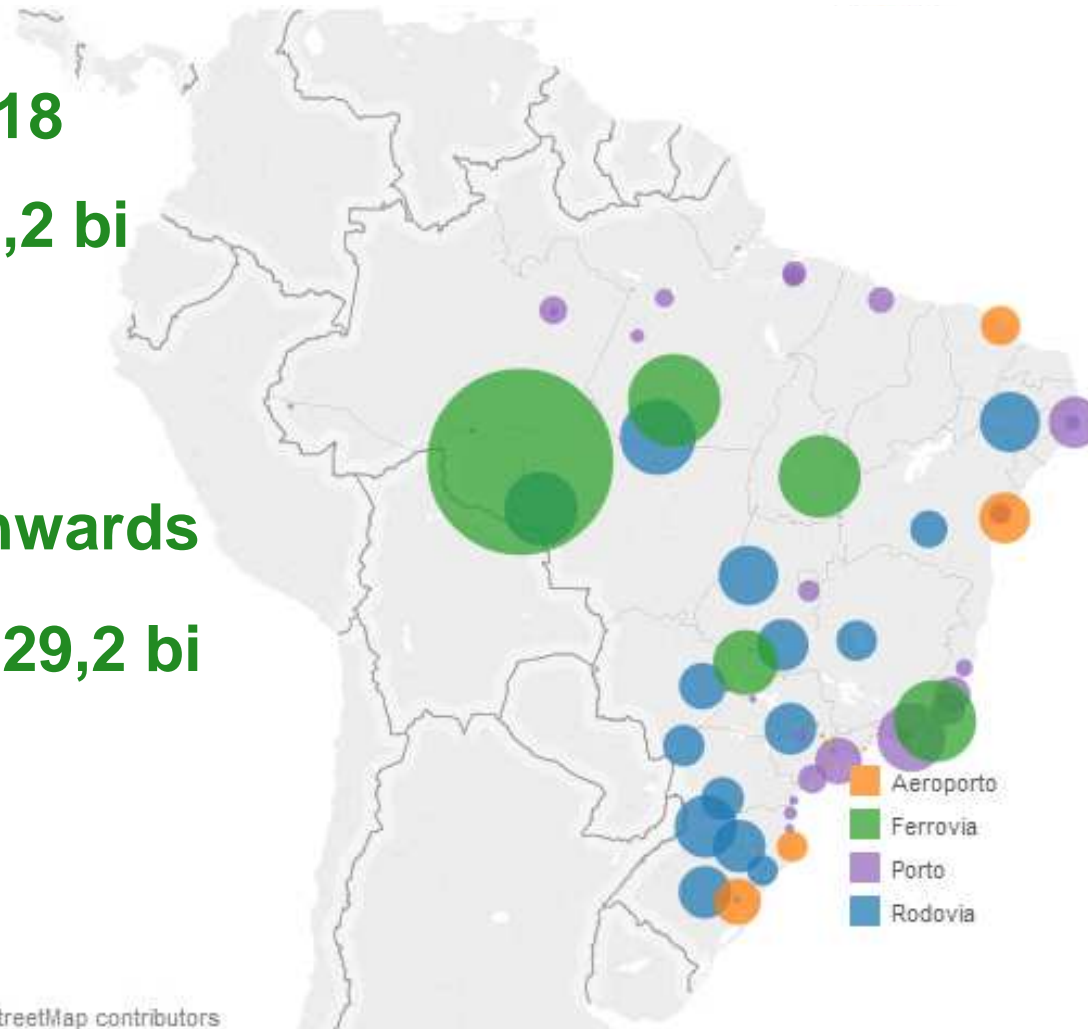 18
,2 bi
nwards
29,2 bi
Aeroporto
Ferrovia
Porto
Rodovia
treetMap contributors